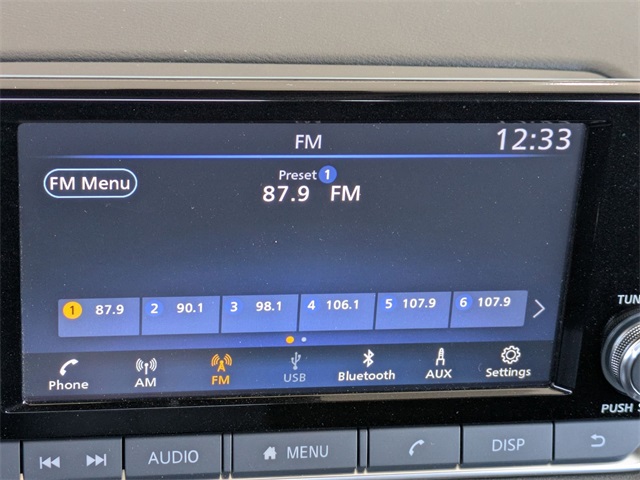 FM 12:33
FM Menu
Preset 1
87.9 FM
1 87.9 2 90.1 3 98.1 4 106.1 5 107.9 6 107.9
Phone AM FM USB Bluetooth AUX Settings
TUN
PUSH S
AUDIO MENU DISP